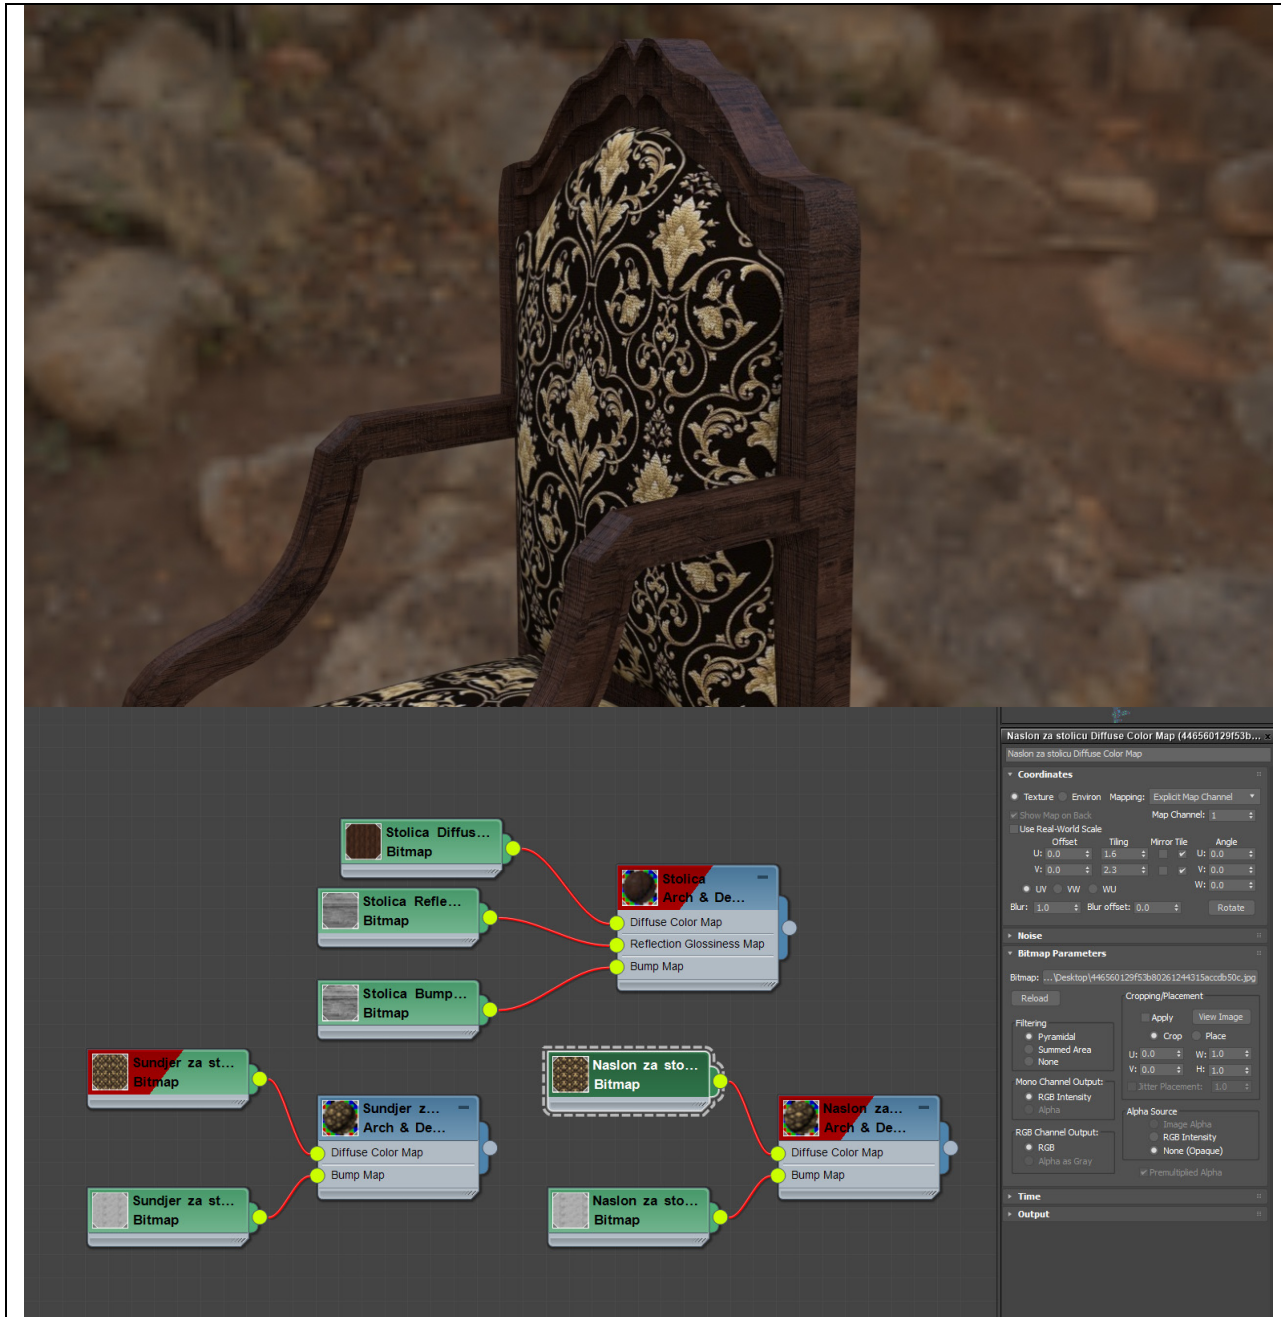 Stolica Diffus...
Bitmap
Stolica Refle...
Bitmap
Stolica Bump...
Bitmap
Stolica
Arch & De...
Diffuse Color Map
Reflection Glossiness Map
Bump Map
Sundjer za st...
Bitmap
Sundjer za st...
Bitmap
Sundjer z...
Arch & De...
Diffuse Color Map
Bump Map
Naslon za sto...
Bitmap
Naslon za sto...
Bitmap
Naslon za...
Arch & De...
Diffuse Color Map
Bump Map
Naslon za stolicu Diffuse Color Map (446560129f53b... x
Naslon za stolicu Diffuse Color Map
Coordinates
Texture Environ Mapping: Explicit Map Channel
Show Map on Back Map Channel: 1
Use Real-World Scale
Offset Tiling Mirror Tile Angle
U: 0.0 1.6 U: 0.0
V: 0.0 2.3 V: 0.0
UV VW WU W: 0.0
Blur: 1.0 Blur offset: 0.0 Rotate
Noise
Bitmap Parameters
Bitmap: ...\Desktop\446560129f53b80261244315accdb50c.jpg
Reload
Cropping/Placement
Apply View Image
Crop Place
U: 0.0 W: 1.0
V: 0.0 H: 1.0
Jitter Placement: 1.0
Filtering
Pyramidal
Summed Area
None
Mono Channel Output:
RGB Intensity
Alpha
RGB Channel Output:
RGB
Alpha as Gray
Alpha Source
Image Alpha
RGB Intensity
None (Opaque)
Premultiplied Alpha
Time
Output